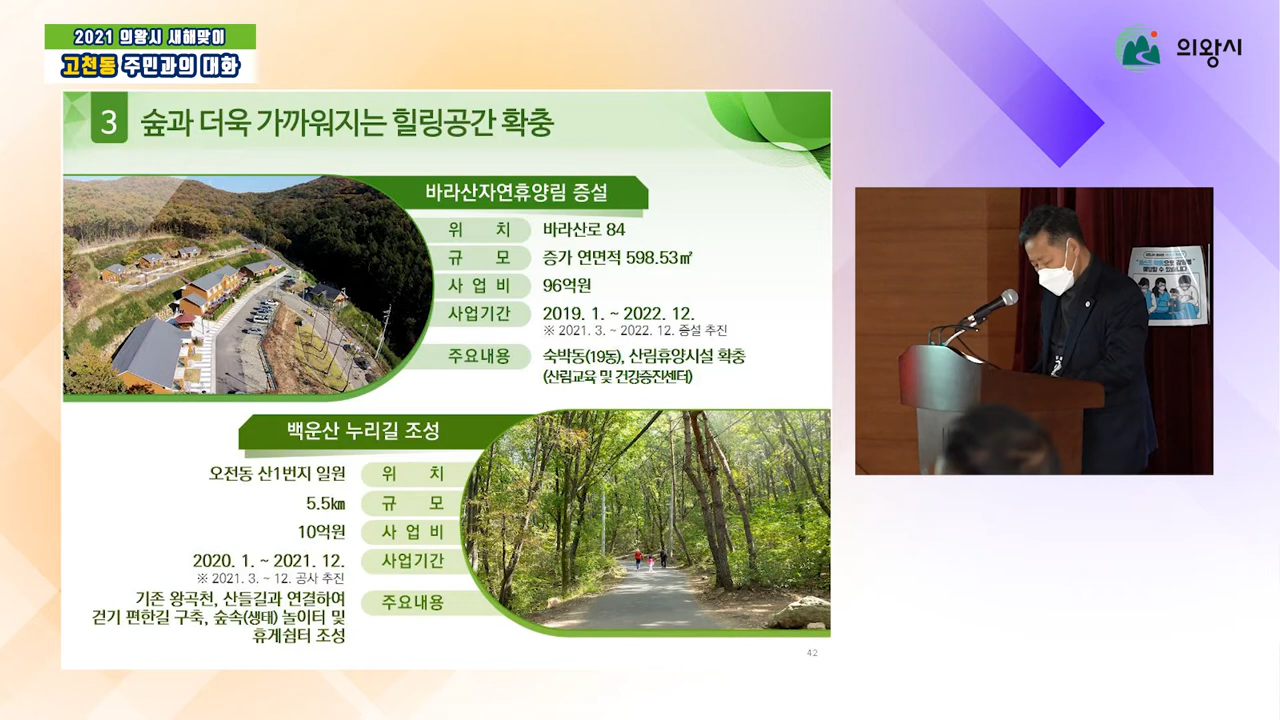 2021 의왕시 새해맞이
고천동 주민과의 대화
의왕시
3 숲과 더욱 가까워지는 힐링공간 확충
바라산자연휴양림 증설
위 치 바라산로 84
규 모 증가 연면적 598.53㎡
사 업 비 96억원
사업기간 2019. 1. ~ 2022. 12.
※ 2021. 3. ~ 2022. 12. 증설 추진
주요내용 숙박동(19동), 산림휴양시설 확충
(산림교육 및 건강증진센터)
백운산 누리길 조성
오전동 산1번지 일원 위 치
5.5㎞ 규 모
10억원 사 업 비
2020. 1. ~ 2021. 12. 사업기간
※ 2021. 3. ~ 12. 공사 추진
기존 왕곡천, 산들길과 연결하여 주요내용
걷기 편한길 구축, 숲속(생태) 놀이터 및
휴게쉼터 조성
42